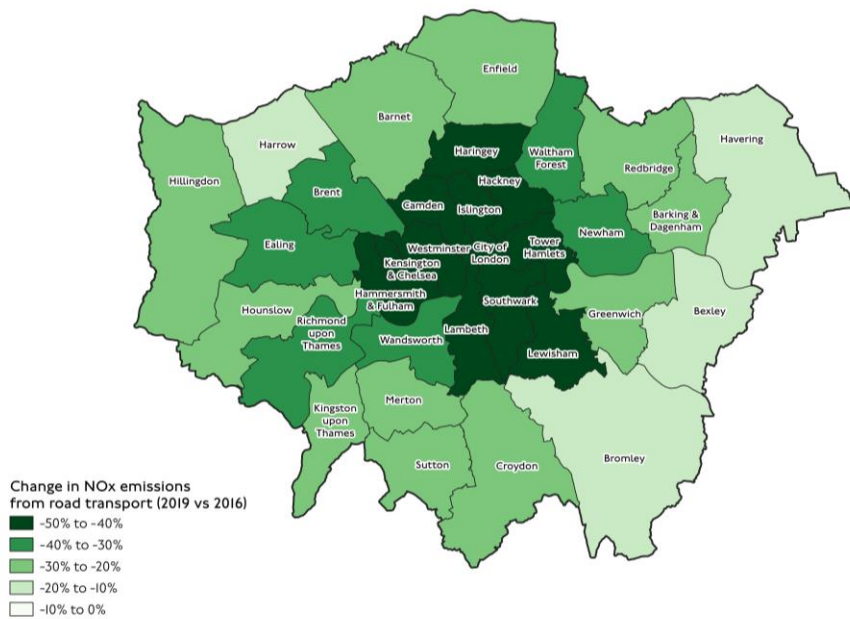 Enfield
Barnet
Harrow
Havering
Haringey
Waltham
Forest
Redbridge
Hillingdon
Hackney
Brent
Camden
Islington
Barking &
Dagenham
Newham
Ealing
Westminster
City of
London
Tower
Hamlets
Kensington
& Chelsea
Hammersmith
& Fulham
Southwark
Hounslow
Greenwich
Bexley
Richmond
upon
Thames
Lambeth
Wandsworth
Lewisham
Merton
Kingston
upon
Thames
Bromley
Sutton
Croydon
Change in NOx emissions
from road transport (2019 vs 2016)
-50% to -40%
-40% to -30%
-30% to -20%
-20% to -10%
-10% to 0%